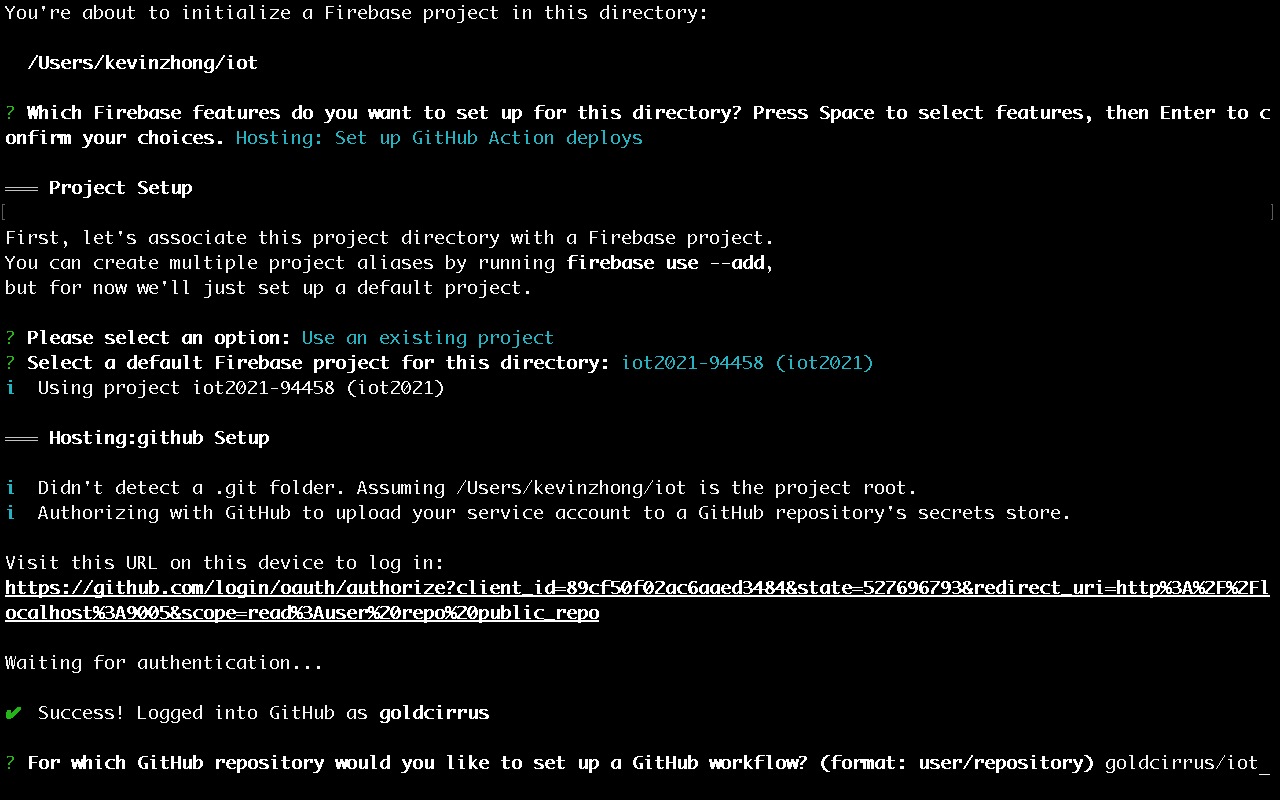 You're about to initialize a Firebase project in this directory:
/Users/kevinzhong/iot
? Which Firebase features do you want to set up for this directory? Press Space to select features, then Enter to c
onfirm your choices. Hosting: Set up GitHub Action deploys
=== Project Setup
[ ]
First, let's associate this project directory with a Firebase project.
You can create multiple project aliases by running firebase use --add,
but for now we'll just set up a default project.
? Please select an option: Use an existing project
? Select a default Firebase project for this directory: iot2021-94458 (iot2021)
i  Using project iot2021-94458 (iot2021)
=== Hosting:github Setup
i  Didn't detect a .git folder. Assuming /Users/kevinzhong/iot is the project root.
i  Authorizing with GitHub to upload your service account to a GitHub repository's secrets store.
Visit this URL on this device to log in:
https://github.com/login/oauth/authorize?client_id=89cf50f02ac6aaed3484&state=527696793&redirect_uri=http%3A%2F%2Fl
ocalhost%3A9005&scope=read%3Auser%20repo%20public_repo
Waiting for authentication...
✔  Success! Logged into GitHub as goldcirrus
? For which GitHub repository would you like to set up a GitHub workflow? (format: user/repository) goldcirrus/iot_